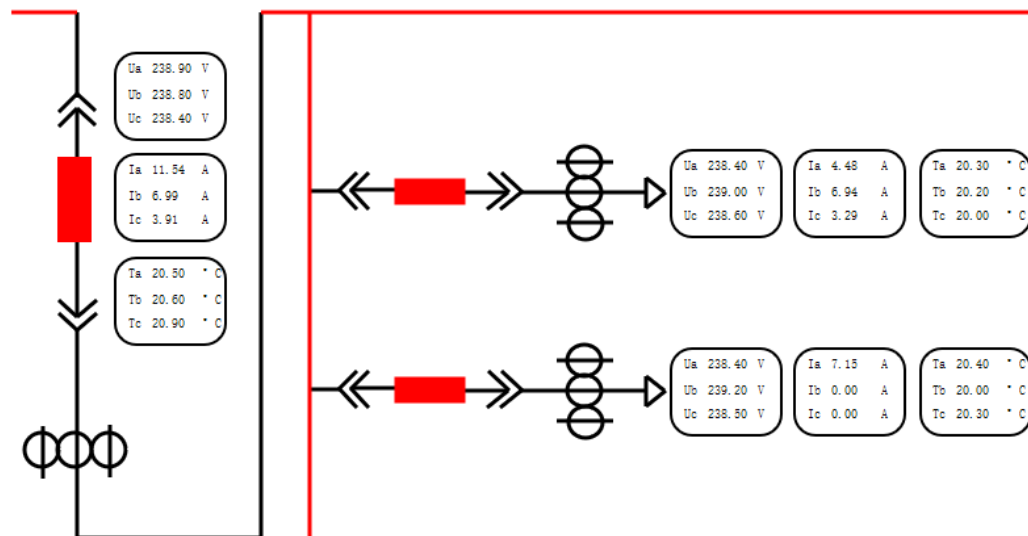 Ua 238.90 V
Ub 238.80 V
Uc 238.40 V
Ia 11.54 A
Ib 6.99 A
Ic 3.91 A
Ta 20.50 ° C
Tb 20.60 ° C
Tc 20.90 ° C
Ua 238.40 V
Ub 239.00 V
Uc 238.60 V
Ia 4.48 A
Ib 6.94 A
Ic 3.29 A
Ta 20.30 ° C
Tb 20.20 ° C
Tc 20.00 ° C
Ua 238.40 V
Ub 239.20 V
Uc 238.50 V
Ia 7.15 A
Ib 0.00 A
Ic 0.00 A
Ta 20.40 ° C
Tb 20.00 ° C
Tc 20.30 ° C